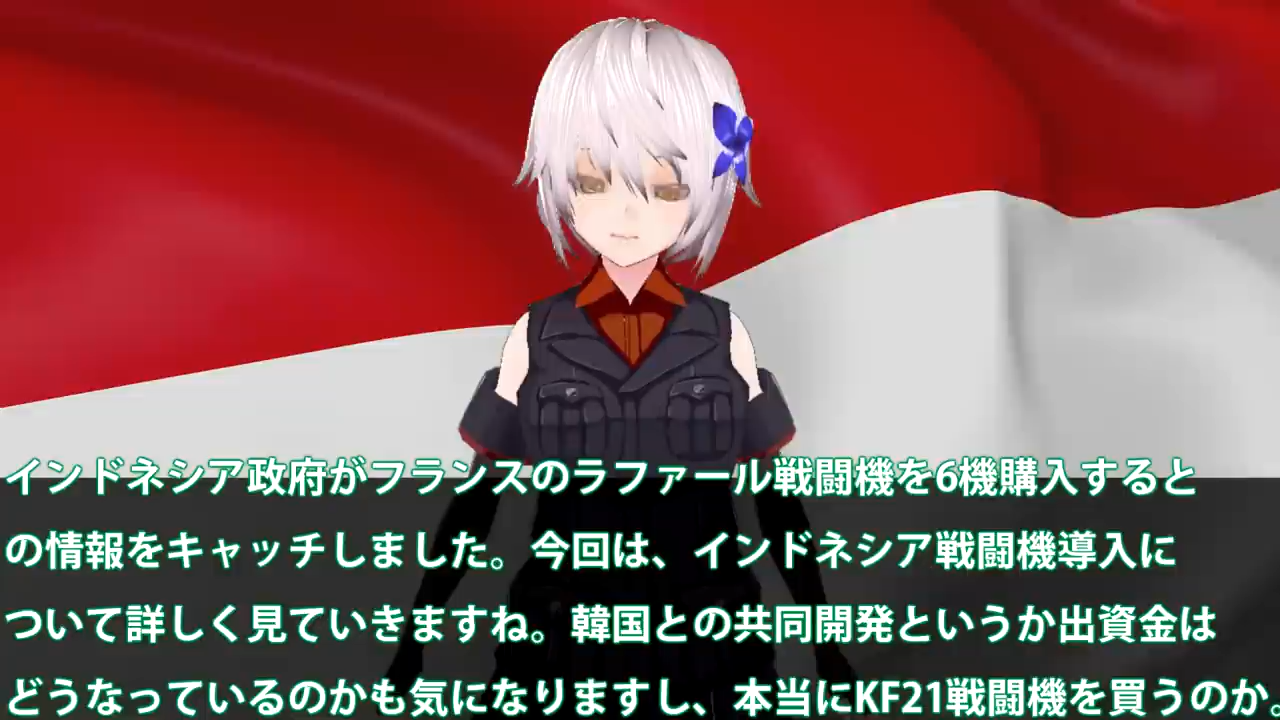 インドネシア政府がフランスのラファール戦闘機を6機購入すると
の情報をキャッチしました。今回は、インドネシア戦闘機導入に
ついて詳しく見ていきますね。韓国との共同開発というか出資金は
どうなっているのかも気になりますし、本当にKF21戦闘機を買うのか。